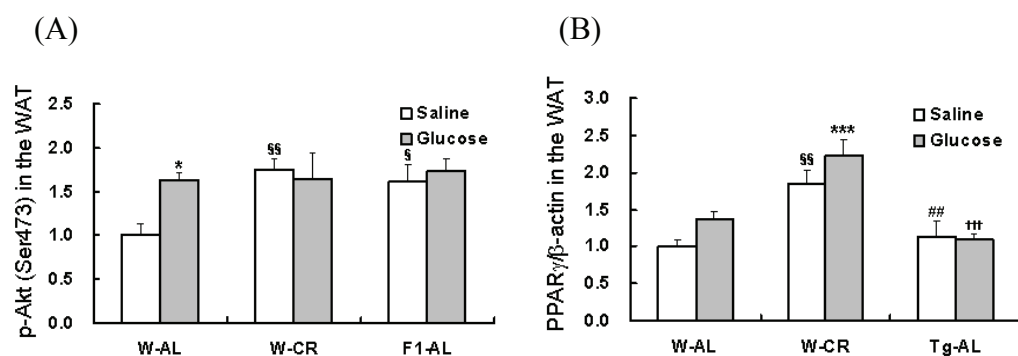 (A)
p-Akt (Ser473) in the WAT
2.5
2.0
1.5
1.0
0.5
0.0
Saline
Glucose
*
§§
§
W-AL
W-CR
F1-AL
(B)
PPARγ/β-actin in the WAT
3.0
2.5
2.0
1.5
1.0
0.5
0.0
Saline
Glucose
§§
***
##
†††
W-AL
W-CR
Tg-AL